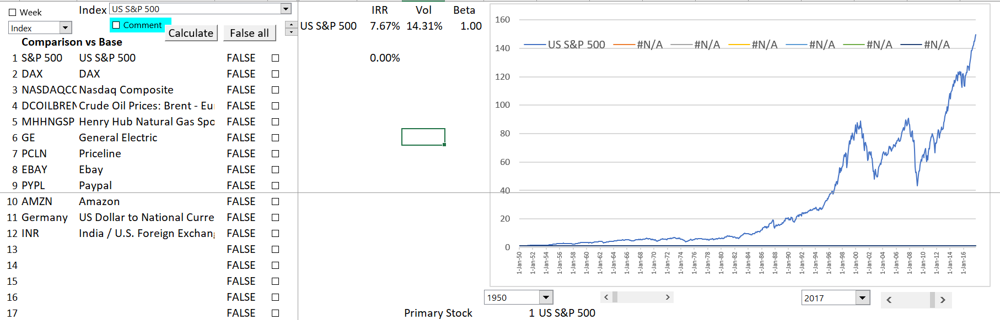 Week
Index US S&P 500
Index
Comment
Calculate
False all
IRR Vol Beta
US S&P 500 7.67% 14.31% 1.00
Comparison vs Base
1 S&P 500 US S&P 500 FALSE 0.00%
2 DAX DAX FALSE
3 NASDAQCC Nasdaq Composite FALSE
4 DCOILBREN Crude Oil Prices: Brent - Eu FALSE
5 MHHNGSP Henry Hub Natural Gas Spo FALSE
6 GE General Electric FALSE
7 PCLN Priceline FALSE
8 EBAY Ebay FALSE
9 PYPL Paypal FALSE
10 AMZN Amazon FALSE
11 Germany US Dollar to National Curre FALSE
12 INR India / U.S. Foreign Exchan FALSE
13 FALSE
14 FALSE
15 FALSE
16 FALSE
17 FALSE
US S&P 500 #N/A #N/A #N/A #N/A #N/A #N/A
160
140
120
100
80
60
40
20
0
1-Jan-50
1-Jan-52
1-Jan-54
1-Jan-56
1-Jan-58
1-Jan-60
1-Jan-62
1-Jan-64
1-Jan-66
1-Jan-68
1-Jan-70
1-Jan-72
1-Jan-74
1-Jan-76
1-Jan-78
1-Jan-80
1-Jan-82
1-Jan-84
1-Jan-86
1-Jan-88
1-Jan-90
1-Jan-92
1-Jan-94
1-Jan-96
1-Jan-98
1-Jan-00
1-Jan-02
1-Jan-04
1-Jan-06
1-Jan-08
1-Jan-10
1-Jan-12
1-Jan-14
1-Jan-16
1950
2017
Primary Stock 1 US S&P 500